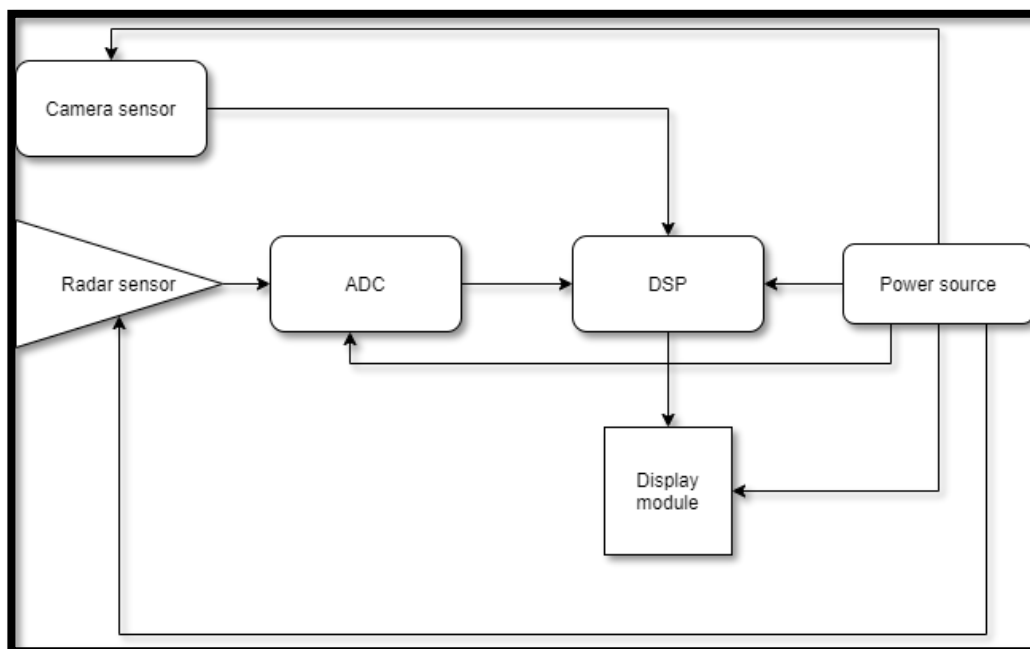 Camera sensor
Radar sensor
ADC
DSP
Power source
Display
module